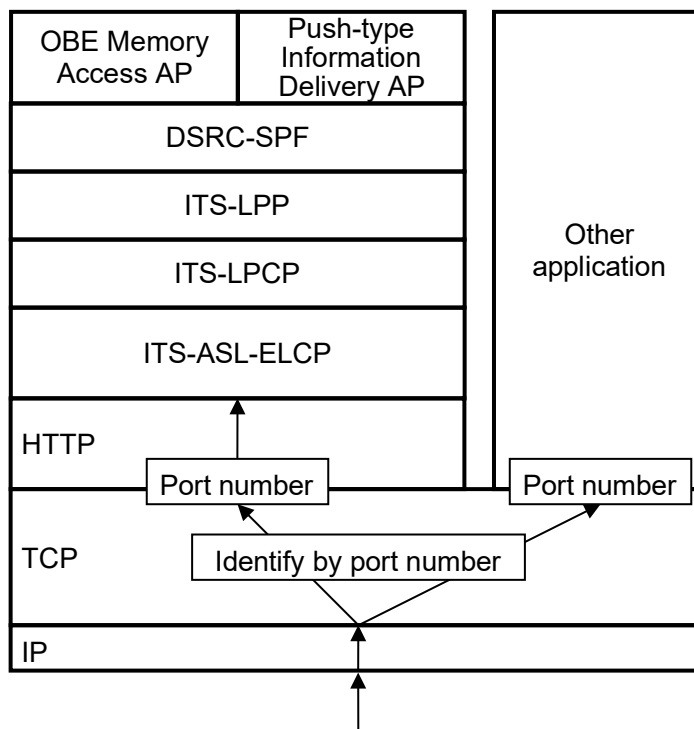 OBE Memory
Access AP
Push-type
Information
Delivery AP
DSRC-SPF
ITS-LPP
ITS-LPCP
ITS-ASL-ELCP
Other
application
HTTP
Port number
Port number
TCP
Identify by port number
IP